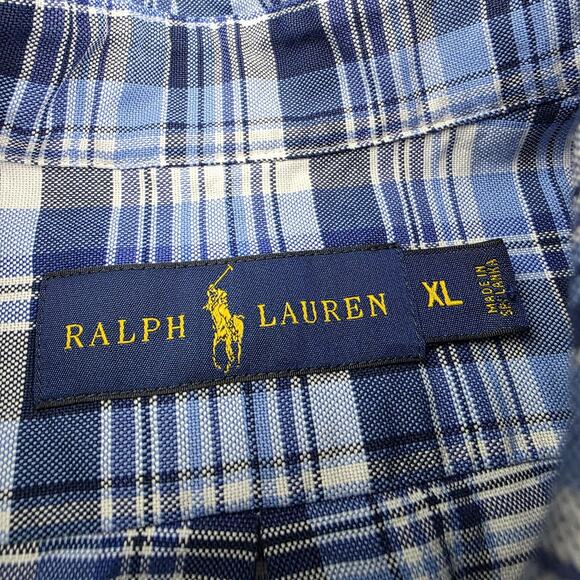 RALPH LAUREN
XL
MADE IN
SRI LANKA